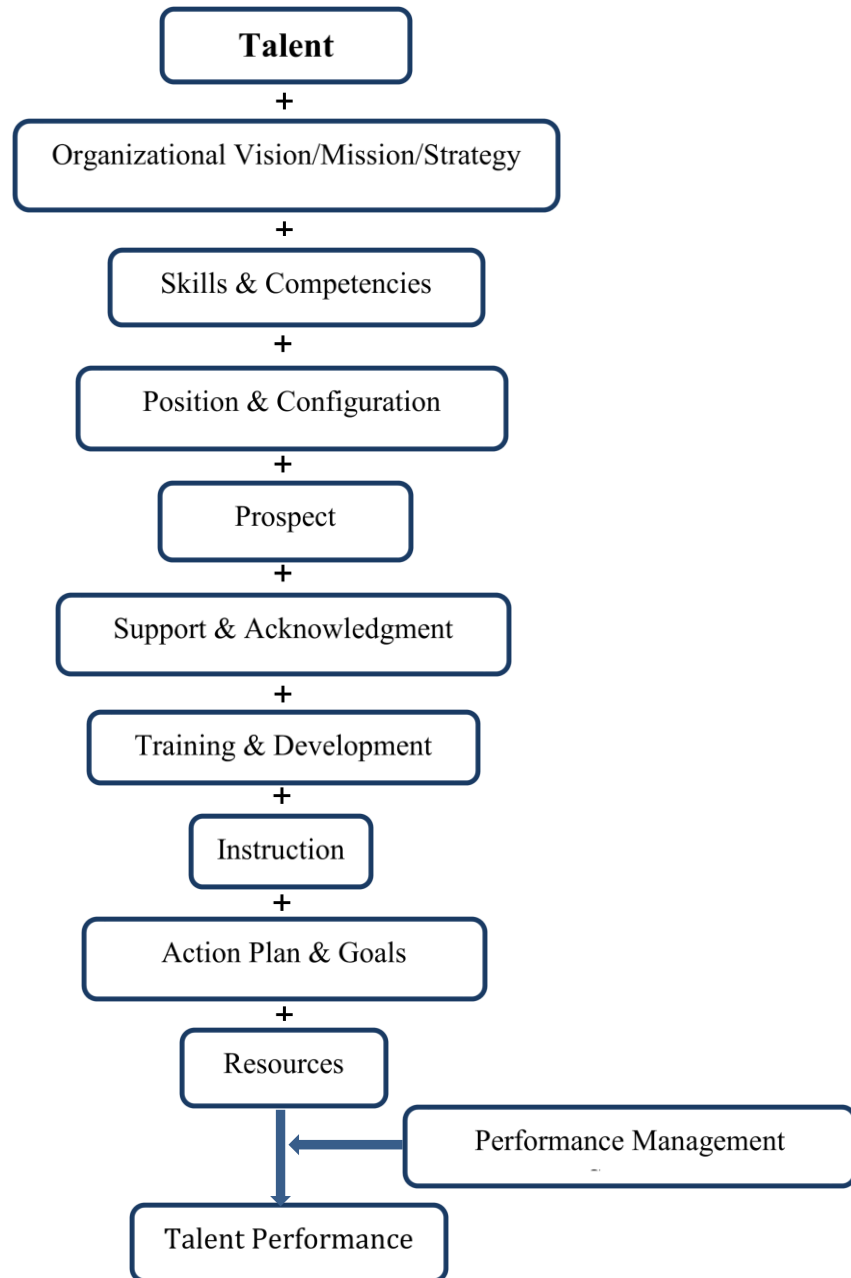 Talent
+
Organizational Vision/Mission/Strategy
+
Skills & Competencies
+
Position & Configuration
+
Prospect
+
Support & Acknowledgment
+
Training & Development
+
Instruction
+
Action Plan & Goals
+
Resources
Performance Management
Talent Performance